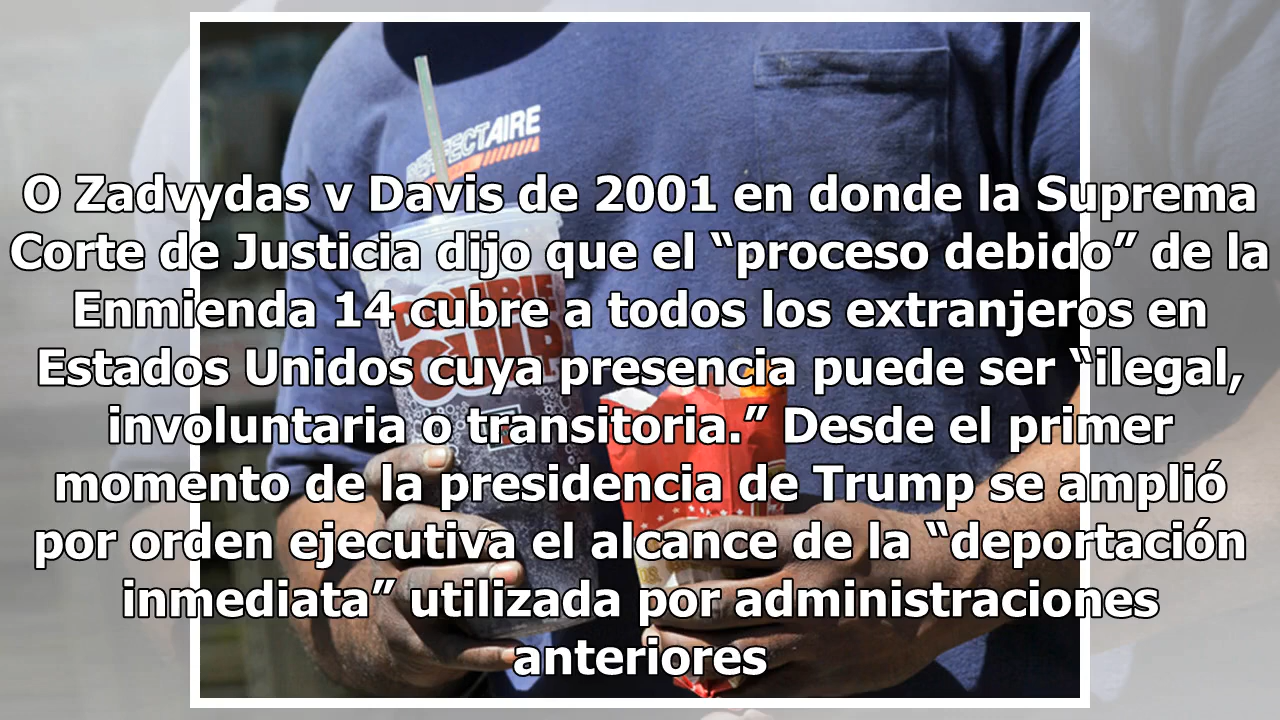 O Zadvydas v Davis de 2001 en donde la Suprema
Corte de Justicia dijo que el “proceso debido” de la
Enmienda 14 cubre a todos los extranjeros en
Estados Unidos cuya presencia puede ser “ilegal,
involuntaria o transitoria.” Desde el primer
momento de la presidencia de Trump se amplió
por orden ejecutiva el alcance de la “deportación
inmediata” utilizada por administraciones
anteriores
DOUBLE
GULP